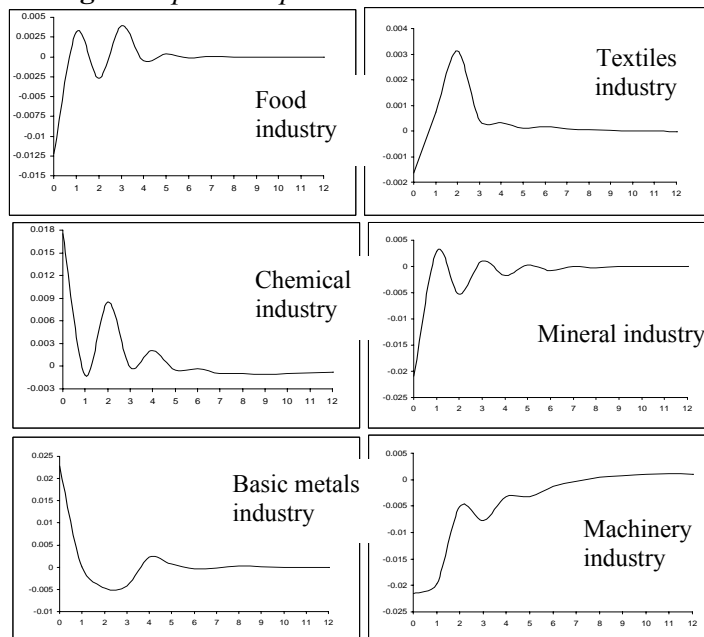 0.005
0.0025
0
-0.0025
-0.005
-0.0075
-0.01
-0.0125
-0.015
0 1 2 3 4 5 6 7 8 9 10 11 12
Food
industry
0.004
0.003
0.002
0.001
0
-0.001
-0.002
0 1 2 3 4 5 6 7 8 9 10 11 12
Textiles
industry
0.018
0.015
0.012
0.009
0.006
0.003
0
-0.003
0 1 2 3 4 5 6 7 8 9 10 11 12
Chemical
industry
0.005
0
-0.005
-0.01
-0.015
-0.02
-0.025
0 1 2 3 4 5 6 7 8 9 10 11 12
Mineral industry
0.025
0.02
0.015
0.01
0.005
0
-0.005
-0.01
0 1 2 3 4 5 6 7 8 9 10 11 12
Basic metals
industry
0.005
0
-0.005
-0.01
-0.015
-0.02
-0.025
0 1 2 3 4 5 6 7 8 9 10 11 12
Machinery
industry